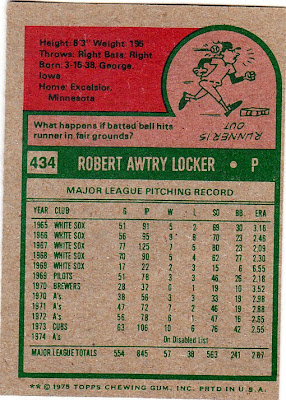 Height: 6'3" Weight: 195
Throws: Right Bats: Right
Born: 3-15-38, George,
Iowa
Home: Excelsior,
Minnesota
What happens if batted ball hits
runner in fair grounds?
RUNNER IS
OUT
434 ROBERT AWTRY LOCKER • P
MAJOR LEAGUE PITCHING RECORD
YEAR CLUB G IP W L SO BB ERA
1965 WHITE SOX 51 91 5 2 69 30 3.16
1966 WHITE SOX 56 95 9 8 70 23 2.46
1967 WHITE SOX 77 125 7 5 80 23 2.09
1968 WHITE SOX 70 90 5 4 62 27 2.30
1969 WHITE SOX 17 22 2 3 15 6 6.55
1969 PILOTS 51 78 3 3 46 26 2.18
1970 BREWERS 28 32 0 1 19 10
1970 A's 38 56 3 3 33 19 2.88
1971 A's 47 72 7 2 46 19 2.88
1972 A's 56 78 6 1 47 16 2.65
1973 CUBS 63 106 10 6 76 42 2.55
1974 A's On Disabled List
MAJOR LEAGUE TOTALS 554 845 57 38 563 241
** © 1975 TOPPS CHEWING GUM, INC. PRTD IN U.S.A.